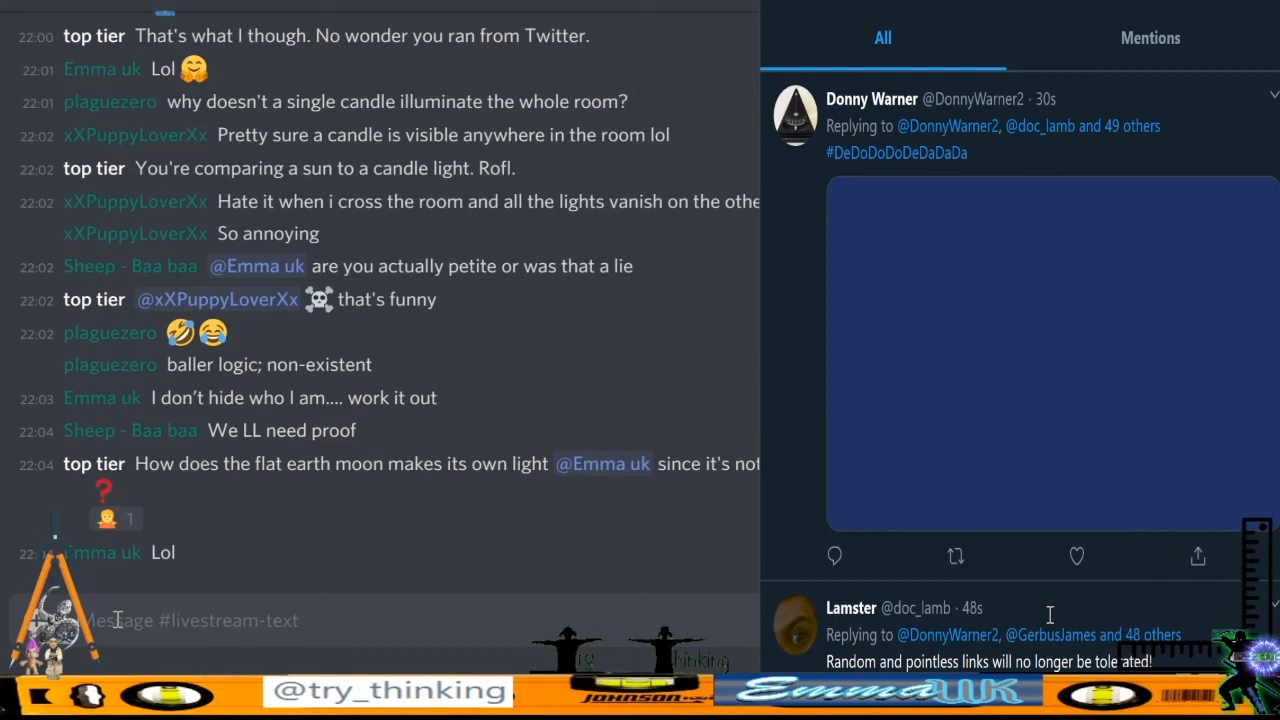 22:00 top tier That's what I though. No wonder you ran from Twitter.
22:01 Emma uk Lol
22:01 plaguezero why doesn't a single candle illuminate the whole room?
22:02 xXPuppyLoverXx Pretty sure a candle is visible anywhere in the room lol
22:02 top tier You're comparing a sun to a candle light. Rofl.
22:02 xXPuppyLoverXx Hate it when i cross the room and all the lights vanish on the othe
xXPuppyLoverXx So annoying
22:02 Sheep - Baa baa @Emma uk are you actually petite or was that a lie
22:02 top tier @xXPuppyLoverXx ☠️ that's funny
22:02 plaguezero 🤣 😂
plaguezero baller logic; non-existent
22:03 Emma uk I don't hide who I am.... work it out
22:04 Sheep - Baa baa We LL need proof
22:04 top tier How does the flat earth moon makes its own light @Emma uk since it's not
1
Emma uk Lol
Message #livestream-text
All Mentions
Donny Warner @DonnyWarner2 · 30s
Replying to @DonnyWarner2, @doc_lamb and 49 others
#DeDoDoDoDeDaDaDa
Lamster @doc_lamb · 48s
Replying to @DonnyWarner2, @GerbusJames and 48 others
Random and pointless links will no longer be tole ated!
Try Thinking
@try_thinking
JOHNSON
EmmaUK